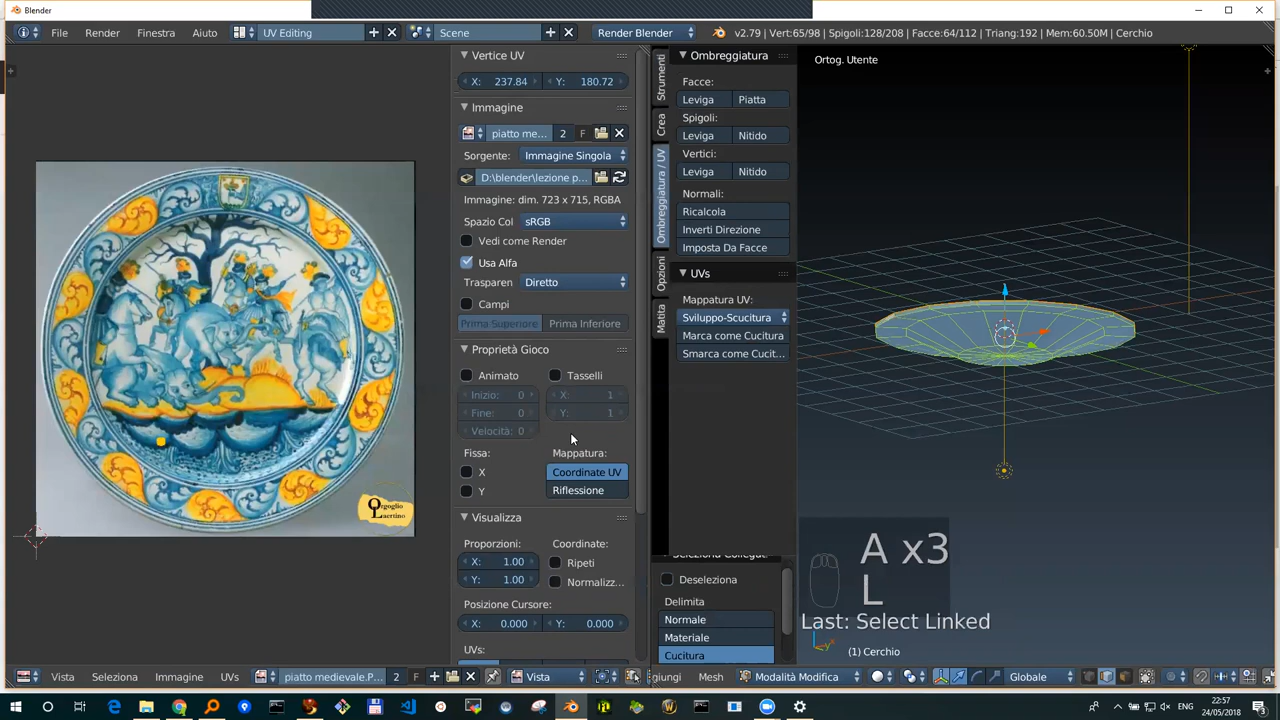 Blender
File Render Finestra Aiuto UV Editing Scene Render Blender v2.79 | Vert:65/98 | Spigoli:128/208 | Facce:64/112 | Triang:192 | Mem:60.50M | Cerchio
Vertice UV
X: 237.84 Y: 180.72
Immagine
piatto me... 2 F
Sorgente: Immagine Singola
D:\blender\lezione p...
Immagine: dim. 723 x 715, RGBA
Spazio Col sRGB
Vedi come Render
Usa Alfa
Trasparen Diretto
Campi
Prima Superiore Prima Inferiore
Proprietà Gioco
Animato Tasselli
Inizio: 0 X: 1
Fine: 0 Y: 1
Velocità: 0
Fissa: Mappatura:
X Coordinate UV
Y Riflessione
Visualizza
Proporzioni: Coordinate:
X: 1.00 Ripeti
Y: 1.00 Normalizz...
Posizione Cursore:
X: 0.000 Y: 0.000
UVs:
Orgoglio
Laertino
Strumenti
Crea
Ombreggiatura / UV
Opzioni
Matita
Ombreggiatura
Facce:
Leviga Piatta
Spigoli:
Leviga Nitido
Vertici:
Leviga Nitido
Normali:
Ricalcola
Inverti Direzione
Imposta Da Facce
UVs
Mappatura UV:
Sviluppo-Scucitura
Marca come Cucitura
Smarca come Cucit...
Seleziona Collegat.
Deseleziona
Delimita
Normale
Materiale
Cucitura
Ortog. Utente
A x3
L
Last: Select Linked
(1) Cerchio
Vista Seleziona Immagine UVs piatto medievale.P... 2 F Vista
giungi Mesh Modalità Modifica Globale
ENG 22:57
24/05/2018